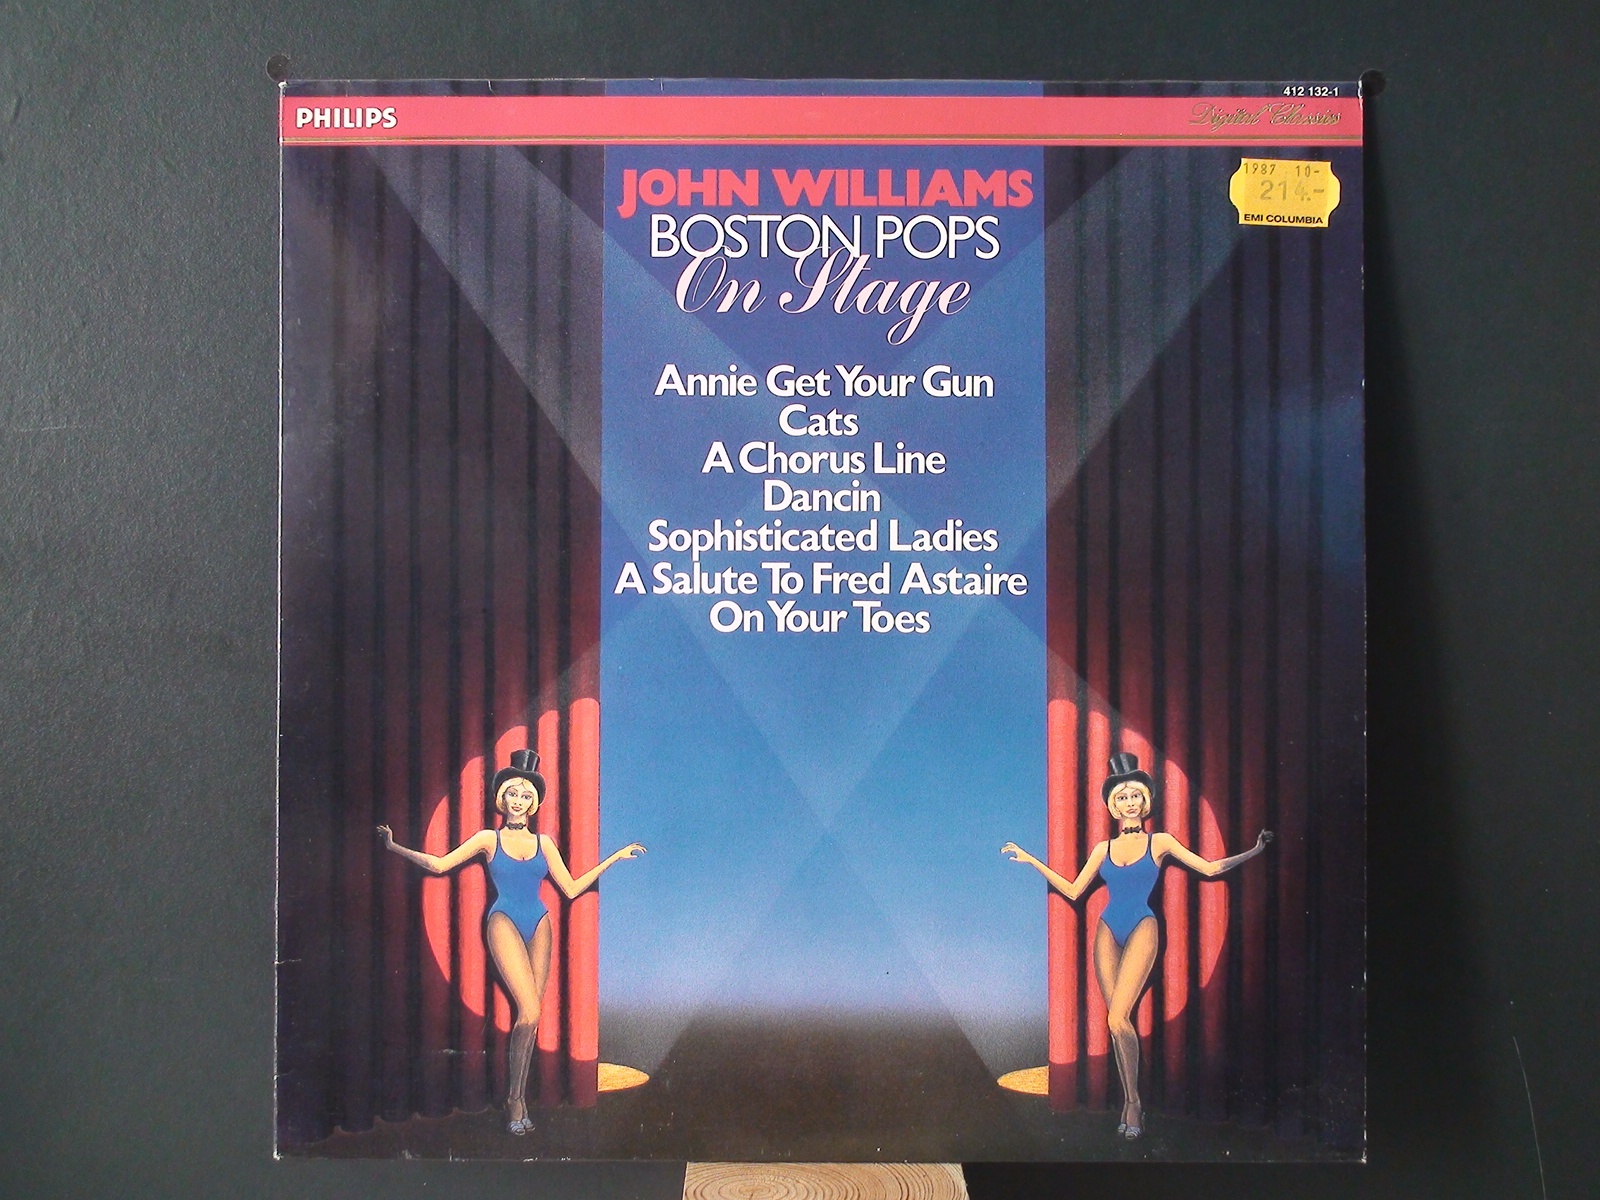 412 132-1
PHILIPS
Digital Classics
1987 10-
214.-
EMI COLUMBIA
JOHN WILLIAMS
BOSTON POPS
On Stage
Annie Get Your Gun
Cats
A Chorus Line
Dancin
Sophisticated Ladies
A Salute To Fred Astaire
On Your Toes